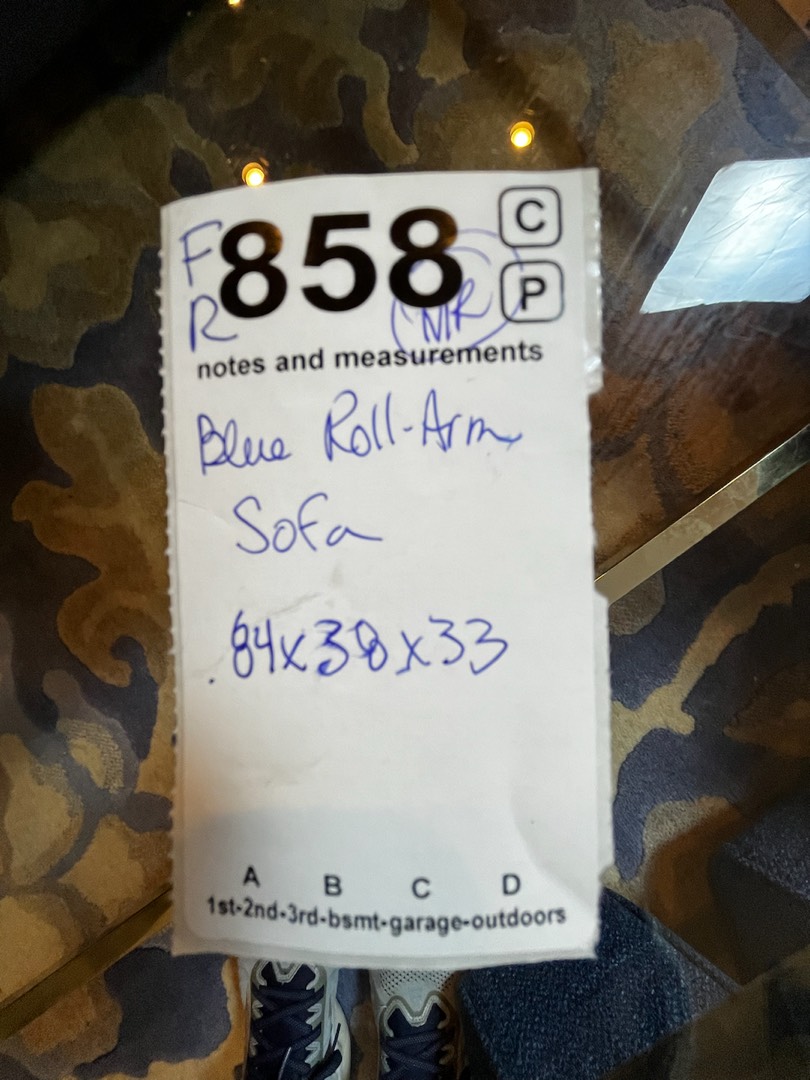 F 858 C
R MR P
notes and measurements
Blue Roll-Arm
Sofa
84x38x33
A B C D
1st-2nd-3rd-bsmt-garage-outdoors